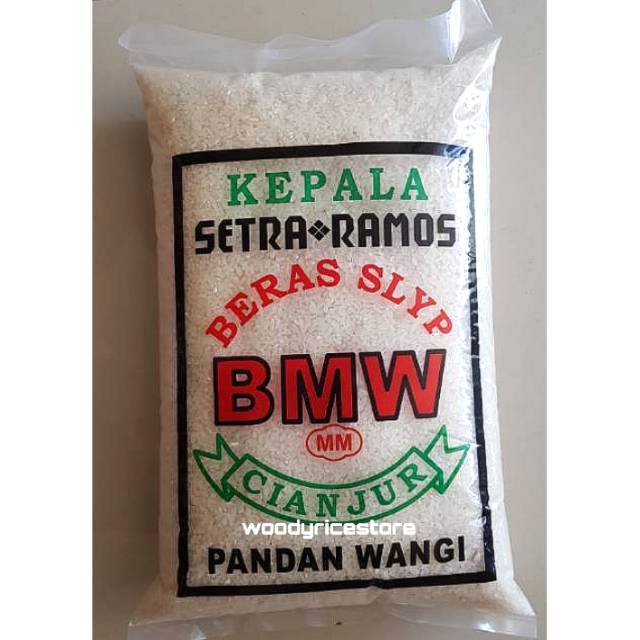 KEPALA
SETRA❖RAMOS
BERAS SLYP
BMW
MM
CIANJUR
woodyricestore
PANDAN WANGI